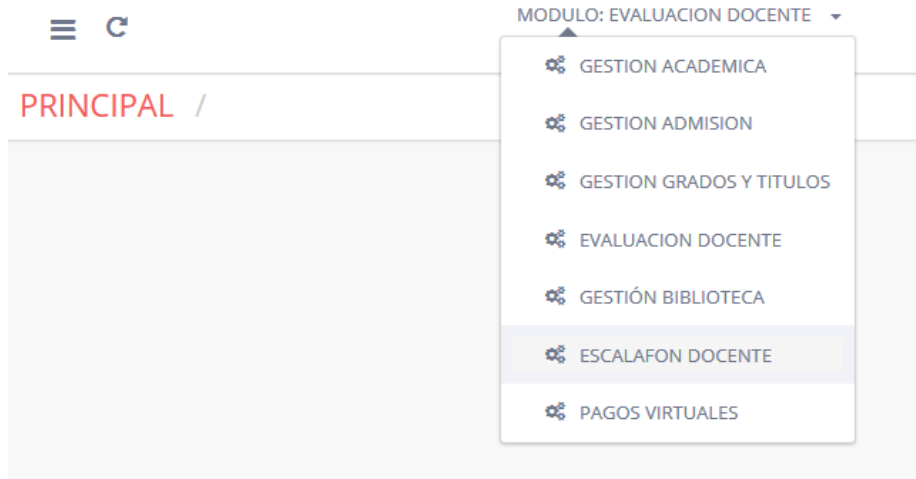 MODULO: EVALUACION DOCENTE
PRINCIPAL /
GESTION ACADEMICA
GESTION ADMISION
GESTION GRADOS Y TITULOS
EVALUACION DOCENTE
GESTIÓN BIBLIOTECA
ESCALAFON DOCENTE
PAGOS VIRTUALES